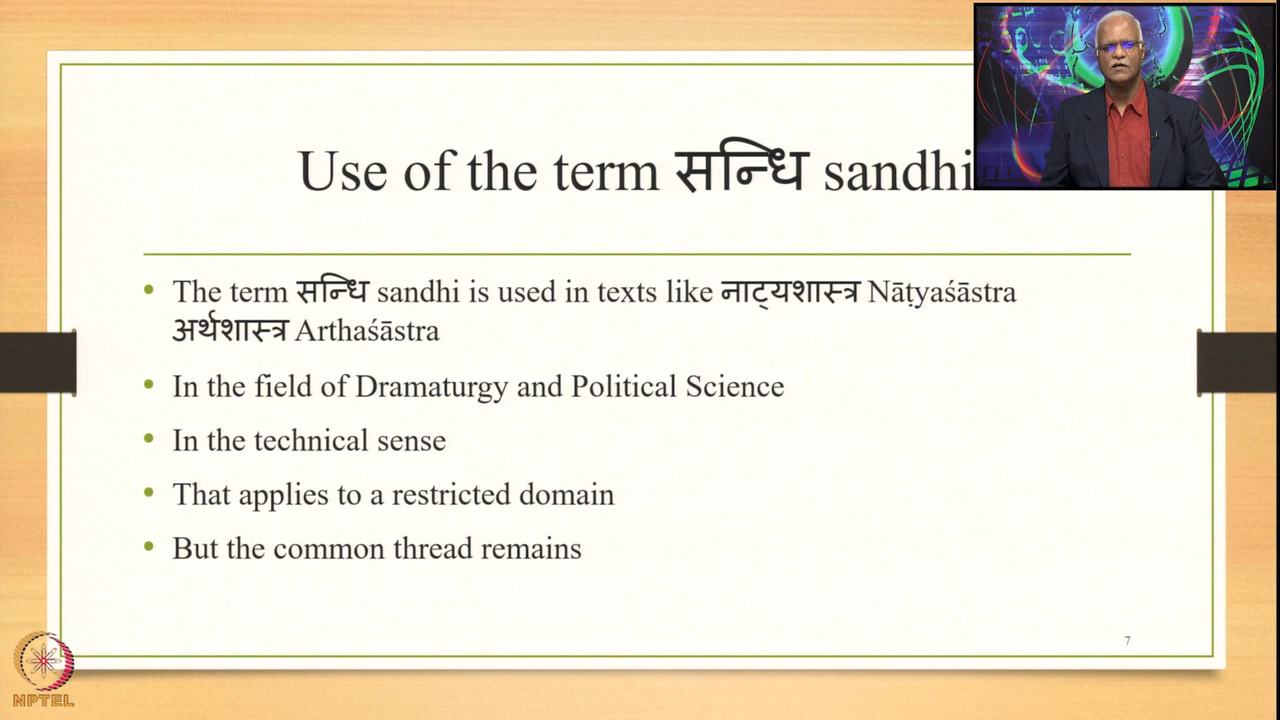 Use of the term सन्धि sandhi
The term सन्धि sandhi is used in texts like नाट्यशास्त्र Nāṭyaśāstra
अर्थशास्त्र Arthaśāstra
In the field of Dramaturgy and Political Science
In the technical sense
That applies to a restricted domain
But the common thread remains
7
NPTEL